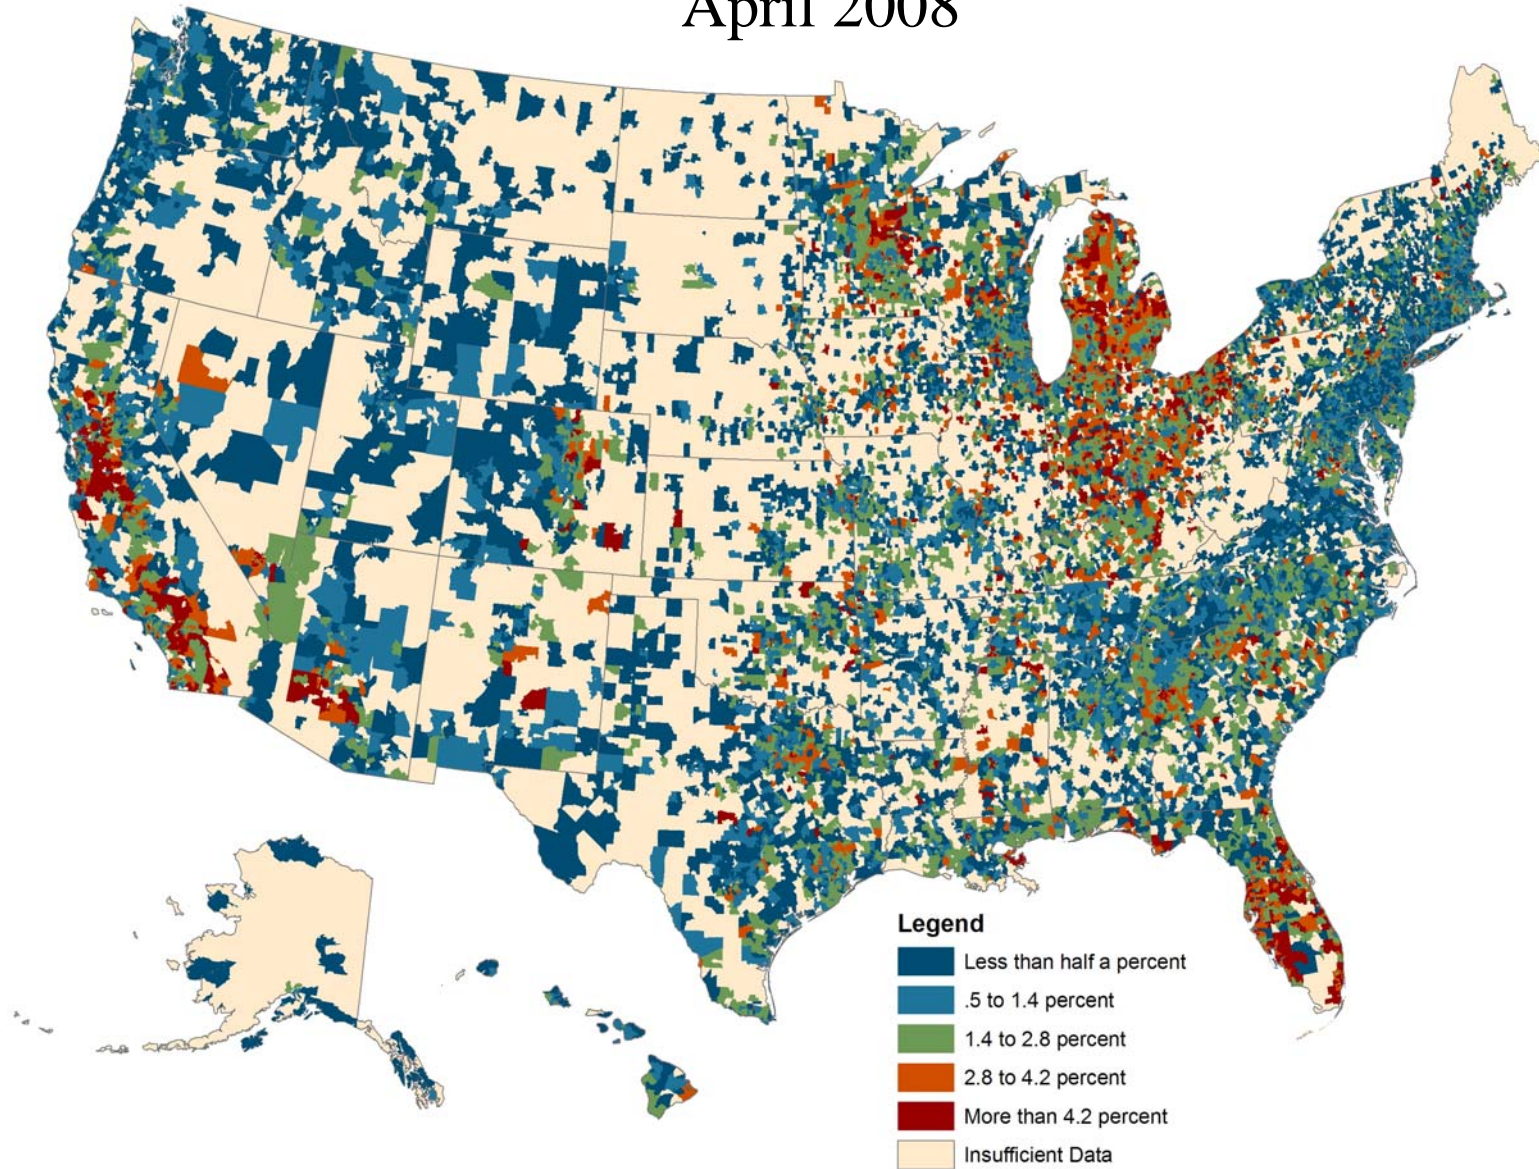 April 2008
Legend
Less than half a percent
.5 to 1.4 percent
1.4 to 2.8 percent
2.8 to 4.2 percent
More than 4.2 percent
Insufficient Data